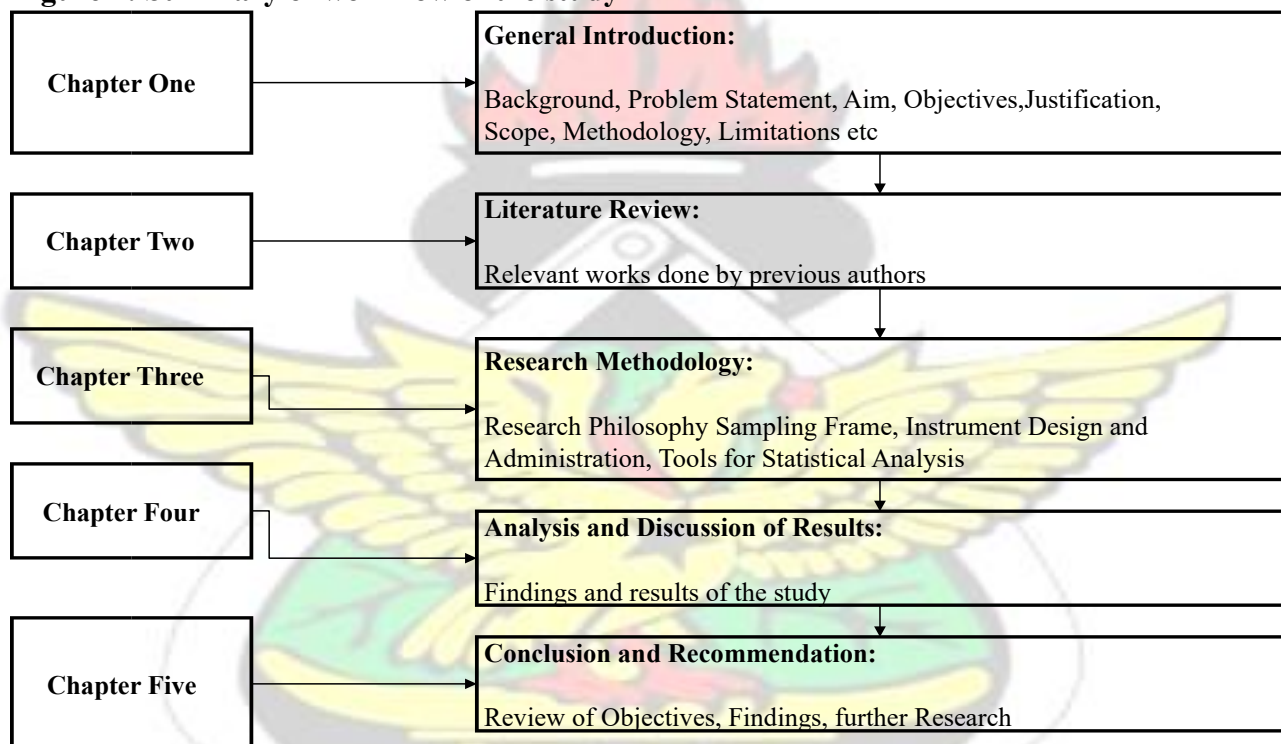 General Introduction:
Chapter One
Background, Problem Statement, Aim, Objectives,Justification,
Scope, Methodology, Limitations etc
Literature Review:
Chapter Two
Relevant works done by previous authors
Research Methodology:
Chapter Three
Research Philosophy Sampling Frame, Instrument Design and
Administration, Tools for Statistical Analysis
Chapter Four
Analysis and Discussion of Results:
Findings and results of the study
Conclusion and Recommendation:
Chapter Five
Review of Objectives, Findings, further Research